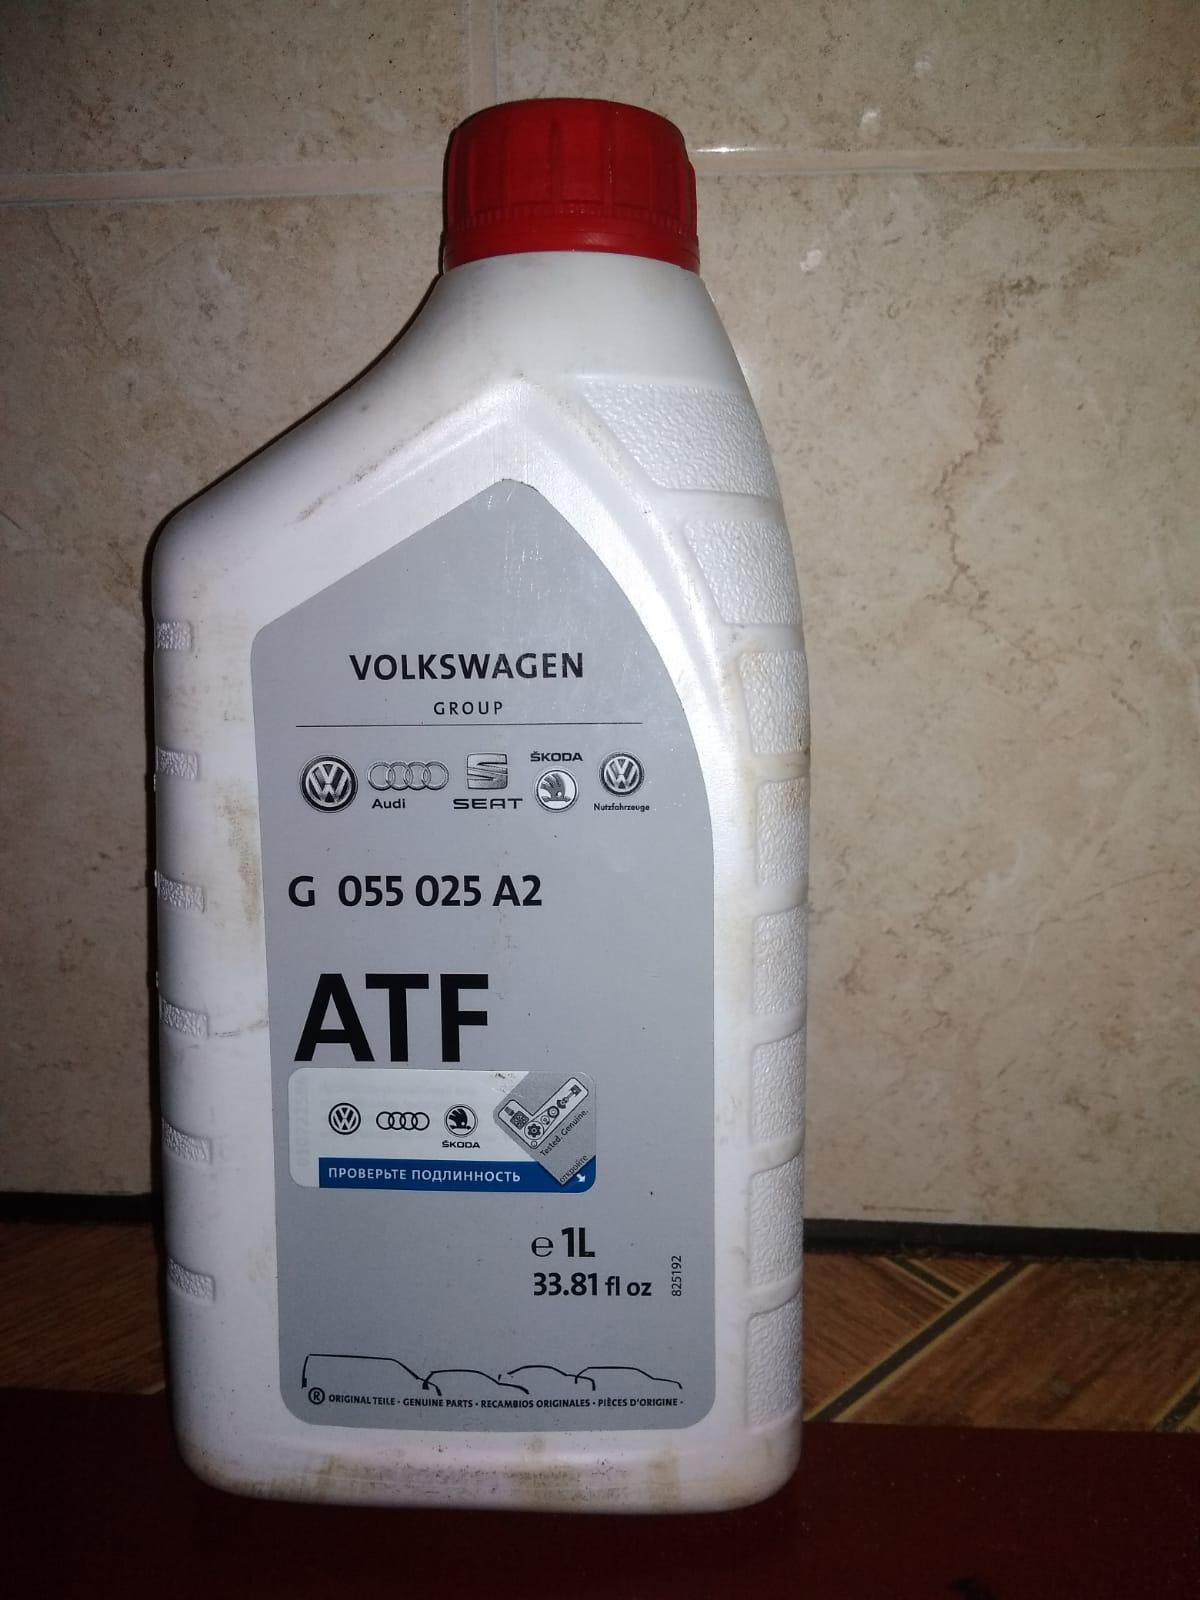 VOLKSWAGEN
GROUP
ŠKODA
Audi
SEAT
Nutzfahrzeuge
G 055 025 A2
ATF
ŠKODA
Tested. Genuine.
ПРОВЕРЬТЕ ПОДЛИННОСТЬ
откройте
e 1L
33.81 fl oz
825192
® ORIGINAL TEILE · GENUINE PARTS · RECAMBIOS ORIGINALES · PIÈCES D'ORIGINE ·